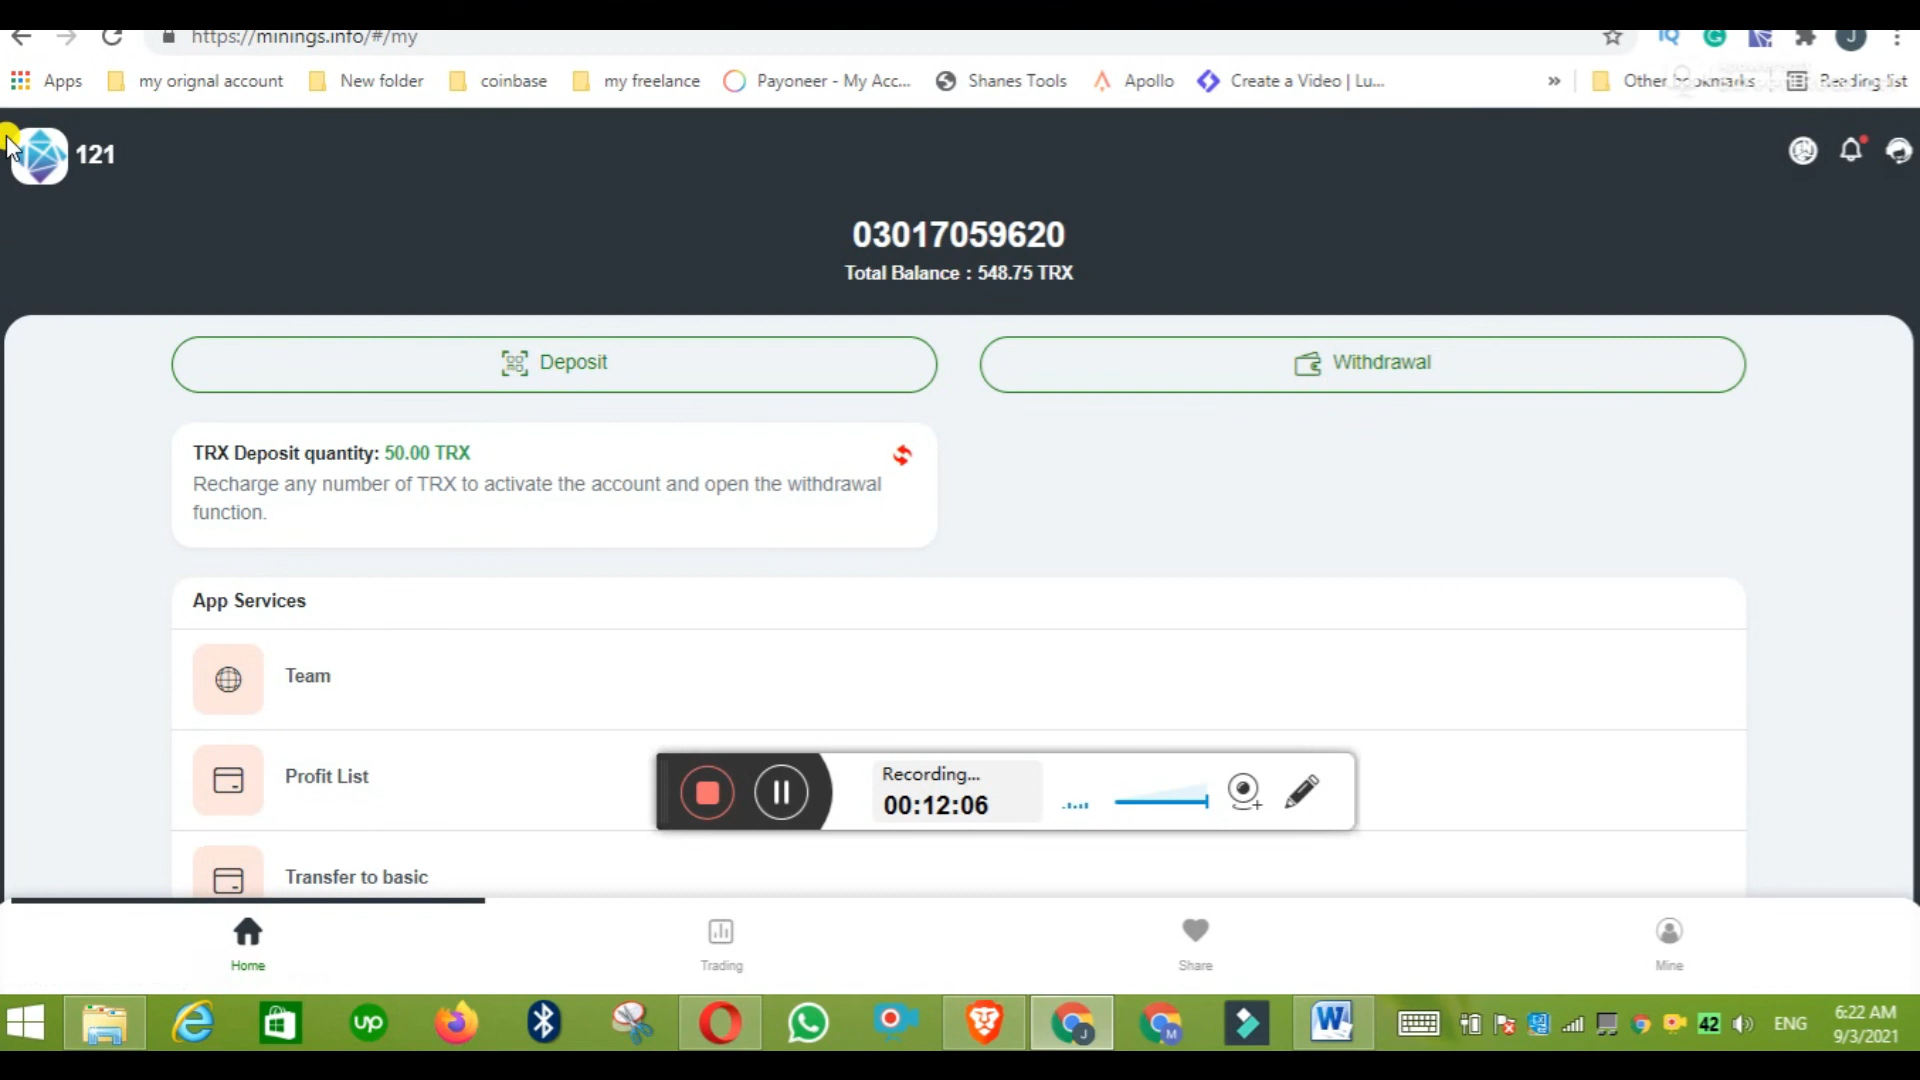 https://minings.info/#/my
Apps my orignal account New folder coinbase my freelance Payoneer - My Acc... Shanes Tools Apollo Create a Video | Lu... » Other bookmarks Reading list
121
03017059620
Total Balance : 548.75 TRX
Deposit
Withdrawal
TRX Deposit quantity: 50.00 TRX
Recharge any number of TRX to activate the account and open the withdrawal
function.
App Services
Team
Profit List
Recording...
00:12:06
Transfer to basic
Home
Trading
Share
Mine
42
ENG
6:22 AM
9/3/2021